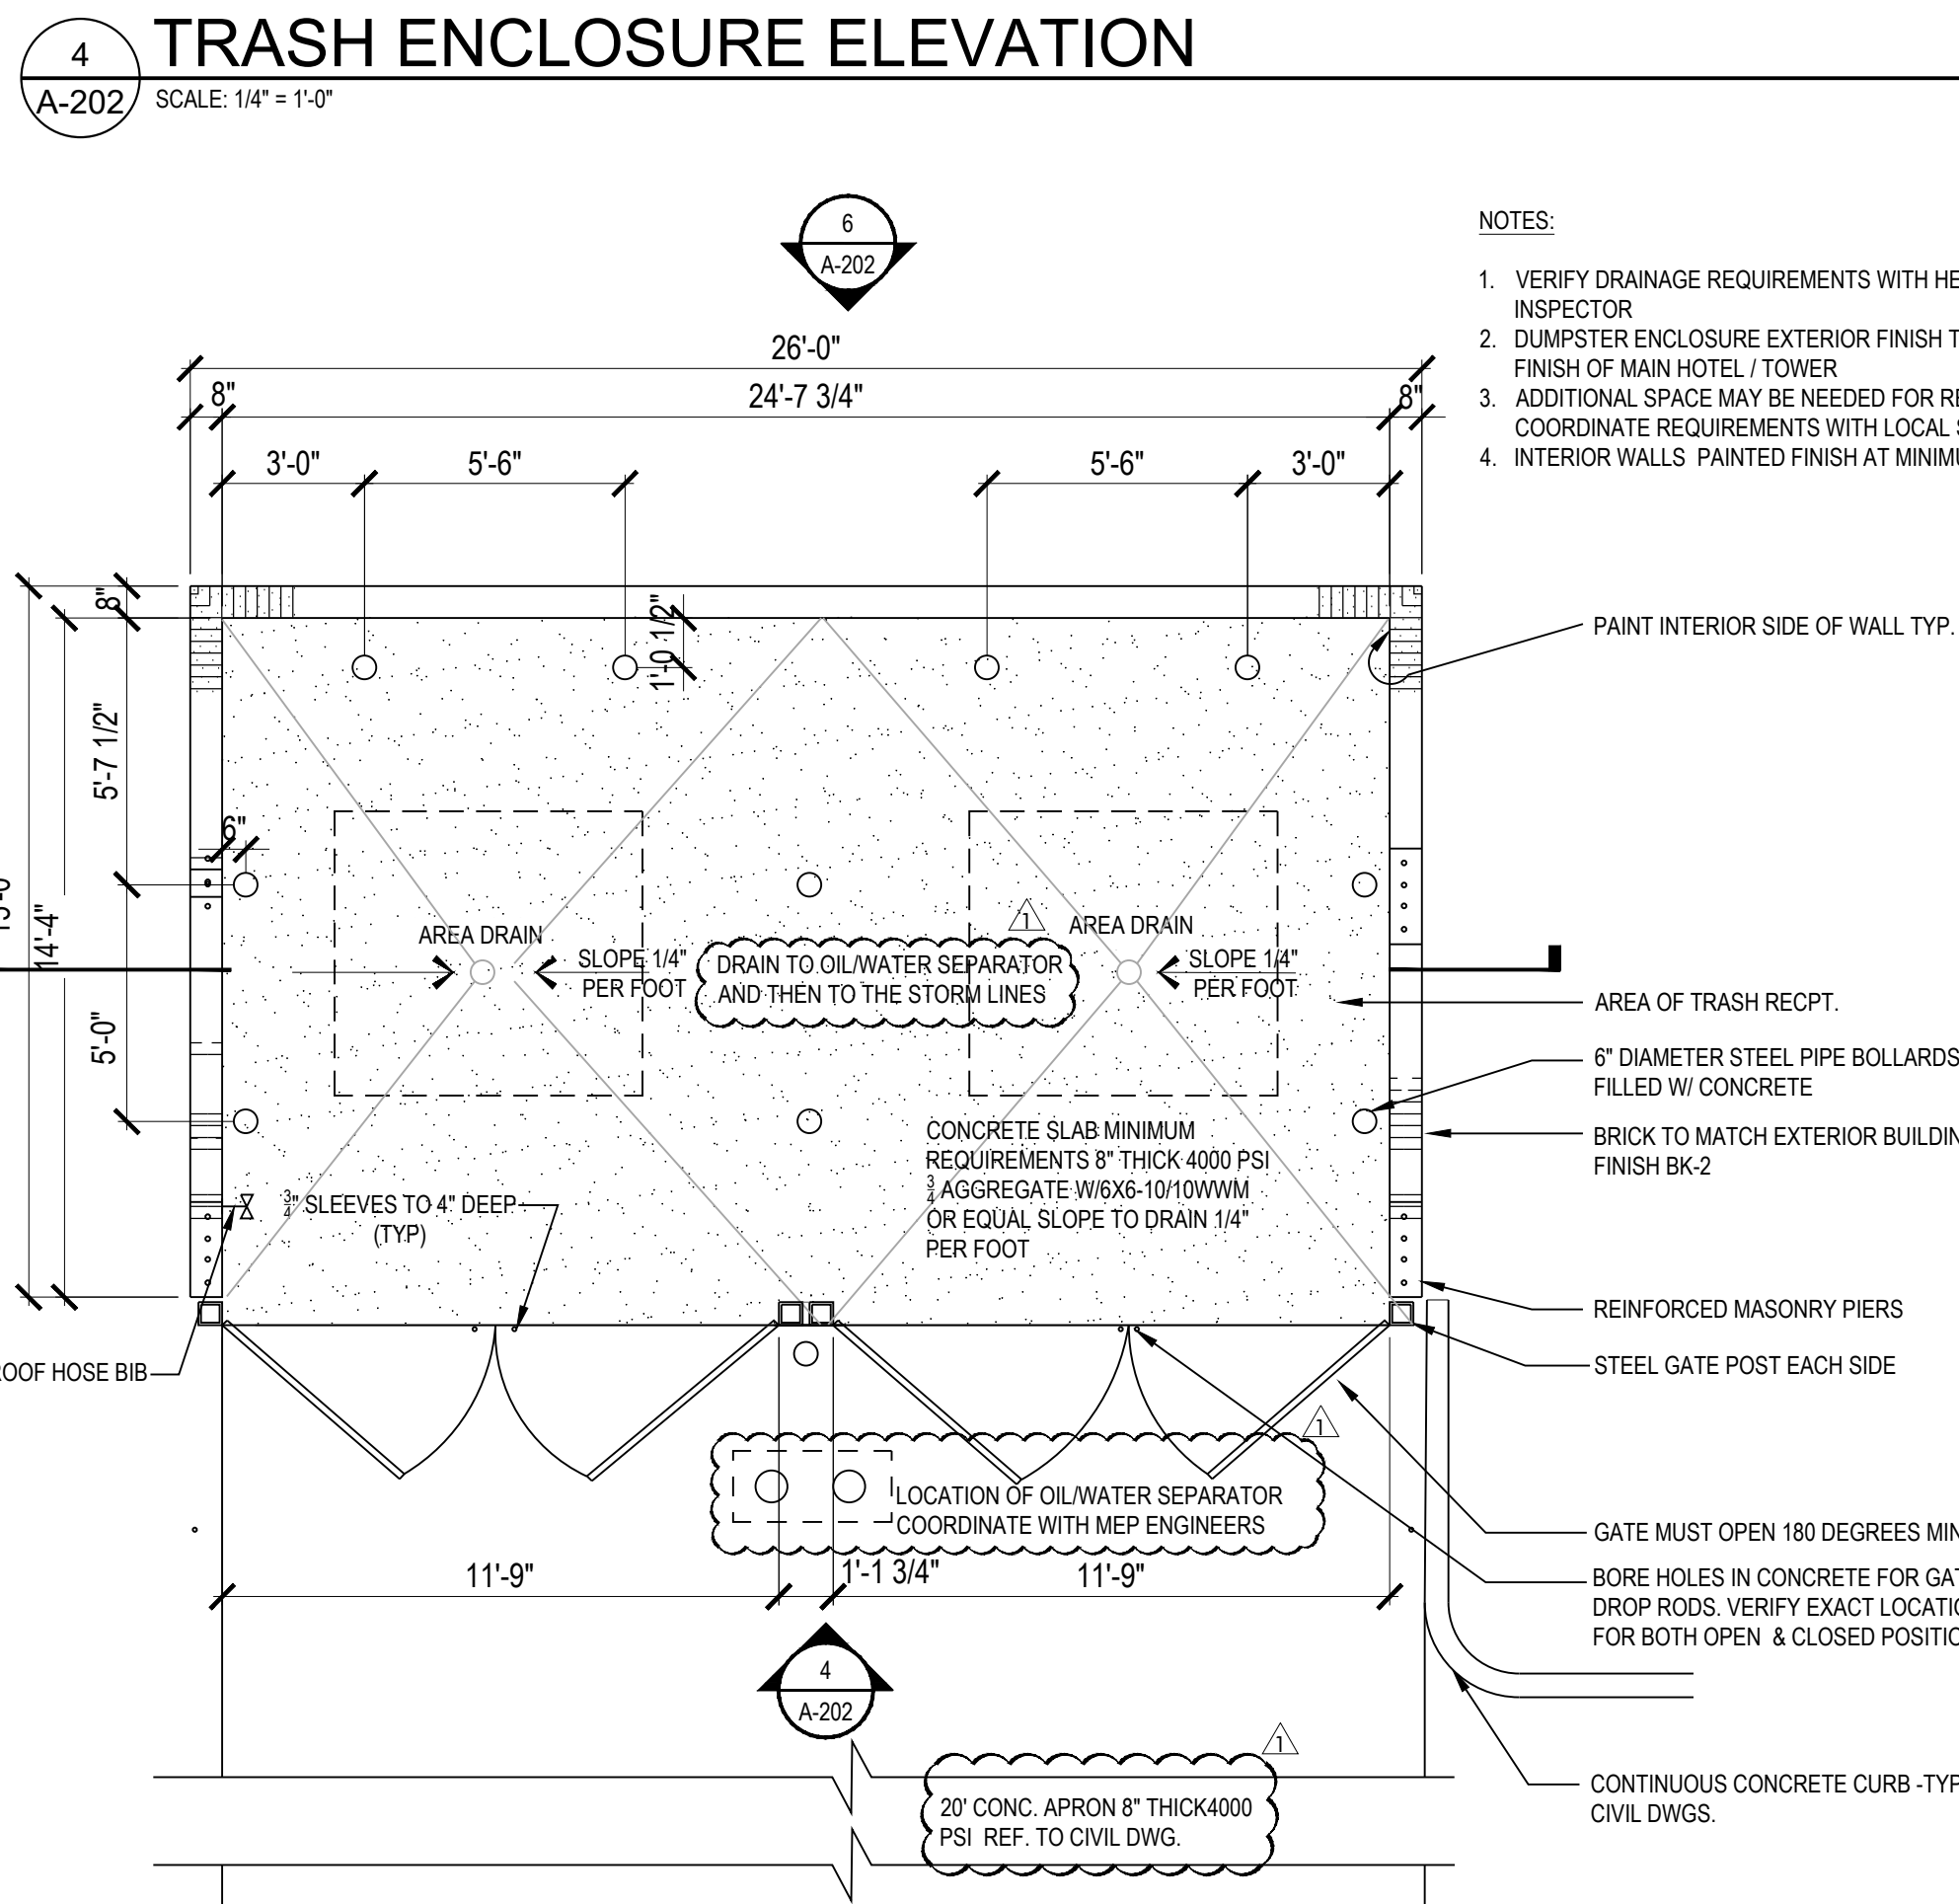 4
A-202
TRASH ENCLOSURE ELEVATION
SCALE: 1/4" = 1'-0"
6
A-202
NOTES:
1. VERIFY DRAINAGE REQUIREMENTS WITH
INSPECTOR
2. DUMPSTER ENCLOSURE EXTERIOR FINISH
FINISH OF MAIN HOTEL / TOWER
3. ADDITIONAL SPACE MAY BE NEEDED FOR
COORDINATE REQUIREMENTS WITH LOCAL
4. INTERIOR WALLS PAINTED FINISH AT
26'-0"
8"
24'-7 3/4"
8"
3'-0"
5'-6"
5'-6"
3'-0"
8"
1'-0 1/2"
5'-7 1/2"
6"
14'-4"
5'-0"
PAINT INTERIOR SIDE OF WALL TYP.
AREA DRAIN
SLOPE 1/4"
PER FOOT
1
DRAIN TO OIL/WATER SEPARATOR
AND THEN TO THE STORM LINES
AREA DRAIN
SLOPE 1/4"
PER FOOT
AREA OF TRASH RECPT.
6" DIAMETER STEEL PIPE BOLLARDS
FILLED W/ CONCRETE
BRICK TO MATCH EXTERIOR
FINISH BK-2
CONCRETE SLAB MINIMUM
REQUIREMENTS 8" THICK 4000 PSI
3/4 AGGREGATE W/6X6-10/10WWM
OR EQUAL SLOPE TO DRAIN 1/4"
PER FOOT
3/4" SLEEVES TO 4" DEEP
(TYP)
REINFORCED MASONRY PIERS
STEEL GATE POST EACH SIDE
HOSE BIB
1
LOCATION OF OIL/WATER SEPARATOR
COORDINATE WITH MEP ENGINEERS
GATE MUST OPEN 180 DEGREES MIN
BORE HOLES IN CONCRETE FOR
DROP RODS. VERIFY EXACT
FOR BOTH OPEN & CLOSED
11'-9"
1'-1 3/4"
11'-9"
4
A-202
1
20' CONC. APRON 8" THICK4000
PSI REF. TO CIVIL DWG.
CONTINUOUS CONCRETE CURB -TYP
CIVIL DWGS.